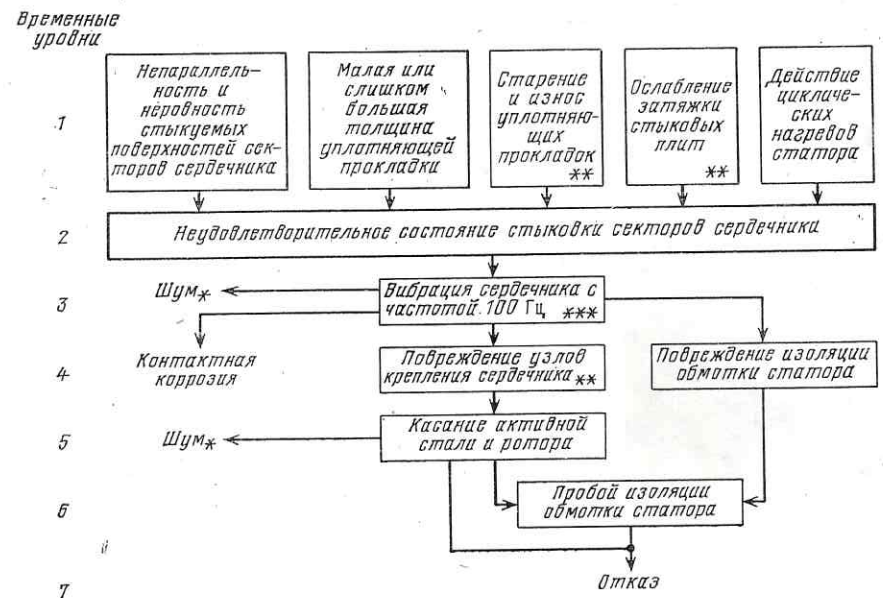 Временные
уровни
1
Непараллель-
ность и
неровность
стыкуемых
поверхностей сек-
торов сердечника
Малая или
слишком
большая
толщина
уплотняющей
прокладки
Старение
и износ
уплотняю-
щих
прокладок
**
Ослабление
затяжки
стыковых
плит
**
Действие
цикличе-
ских
нагревов
статора
2
Неудовлетворительное состояние стыковки секторов сердечника
3
Шум*
Вибрация сердечника с
частотой 100 Гц ***
4
Контактная
коррозия
Повреждение узлов
крепления сердечника**
Повреждение изоляции
обмотки статора
5
Шум*
Касание активной
стали и ротора
6
Пробой изоляции
обмотки статора
7
Отказ